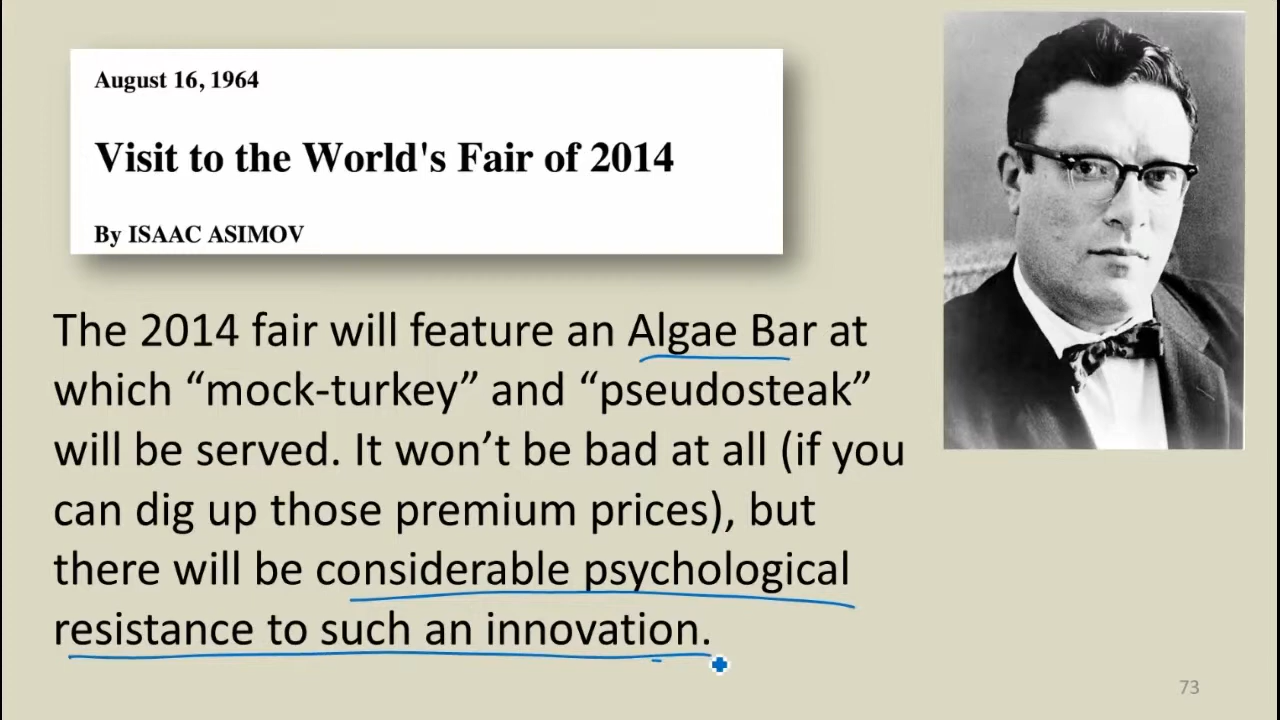 August 16, 1964
Visit to the World's Fair of 2014
By ISAAC ASIMOV
The 2014 fair will feature an Algae Bar at
which “mock-turkey” and “pseudosteak”
will be served. It won’t be bad at all (if you
can dig up those premium prices), but
there will be considerable psychological
resistance to such an innovation.
73